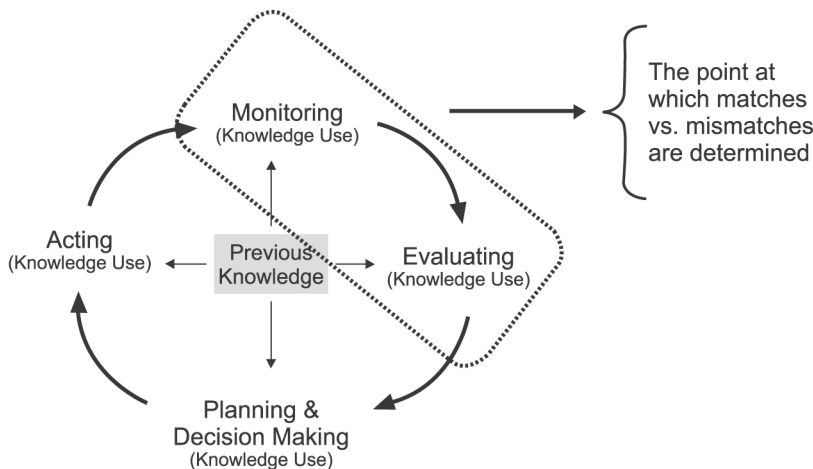 Monitoring
(Knowledge Use)
The point at
which matches
vs. mismatches
are determined
Acting
(Knowledge Use)
Previous
Knowledge
Evaluating
(Knowledge Use)
Planning &
Decision Making
(Knowledge Use)